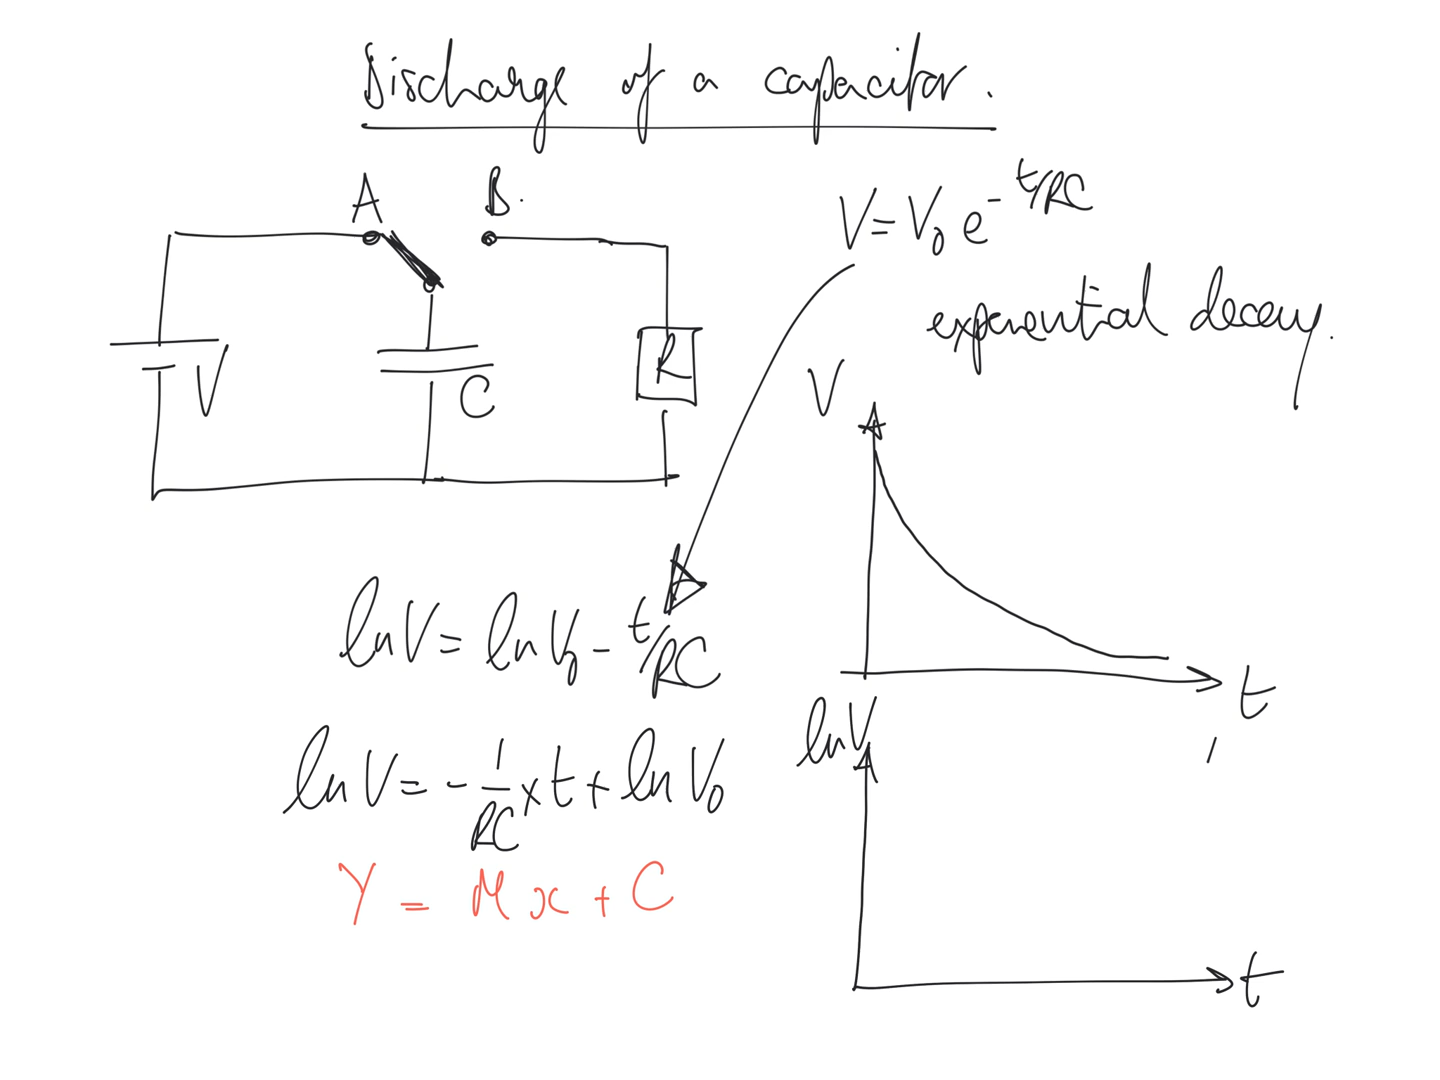 Discharge of a capacitor.
A
B.
V
C
R
V = V₀ e^(-t/RC)
exponential decay.
V
t
ln V = ln V₀ - t/RC
ln V = - 1/RC x t + ln V₀
Y = M x + C
ln V
t